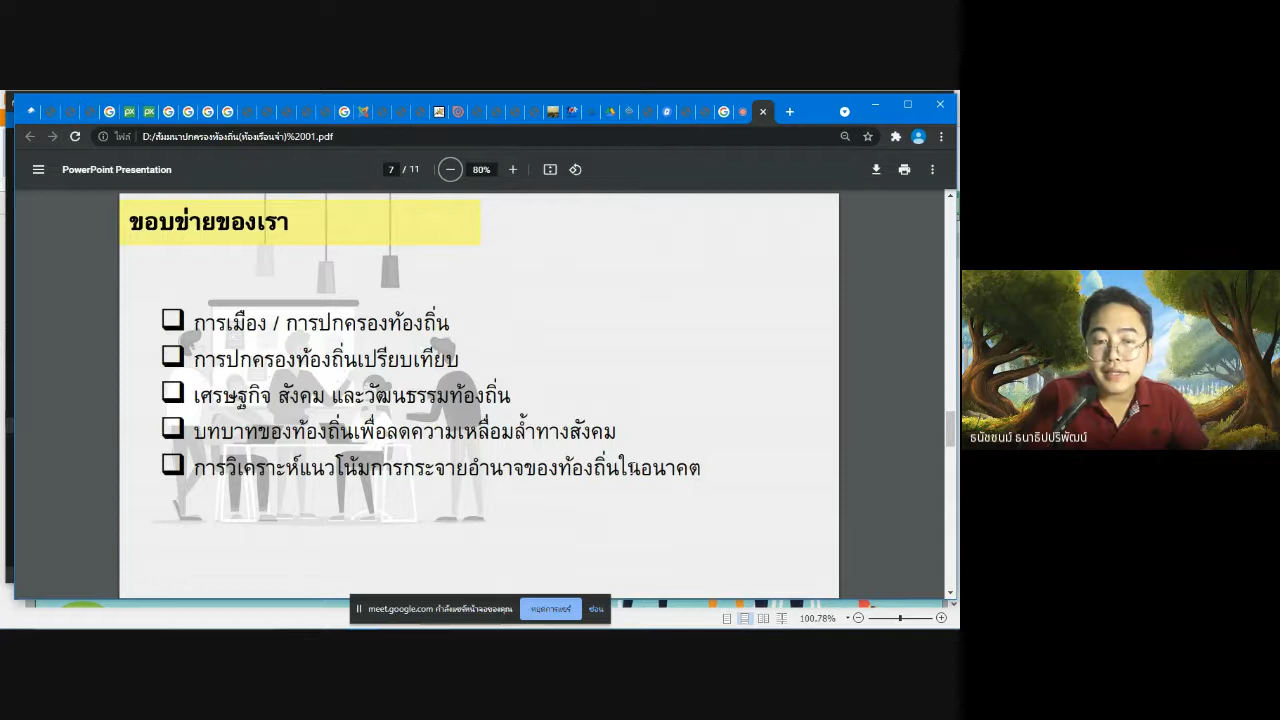 ไฟล์ D:/สัมมนาปกครองท้องถิ่น(ห้องเรือนจำ)%2001.pdf
PowerPoint Presentation 7 / 11 80%
ขอบข่ายของเรา
การเมือง / การปกครองท้องถิ่น
การปกครองท้องถิ่นเปรียบเทียบ
เศรษฐกิจ สังคม และวัฒนธรรมท้องถิ่น
บทบาทของท้องถิ่นเพื่อลดความเหลื่อมล้ำทางสังคม
การวิเคราะห์แนวโน้มการกระจายอำนาจของท้องถิ่นในอนาคต
ธนัชชนม์ ธนาธิปปริพัฒน์
meet.google.com กำลังแชร์หน้าจอของคุณ หยุดการแชร์ ซ่อน
100.78%